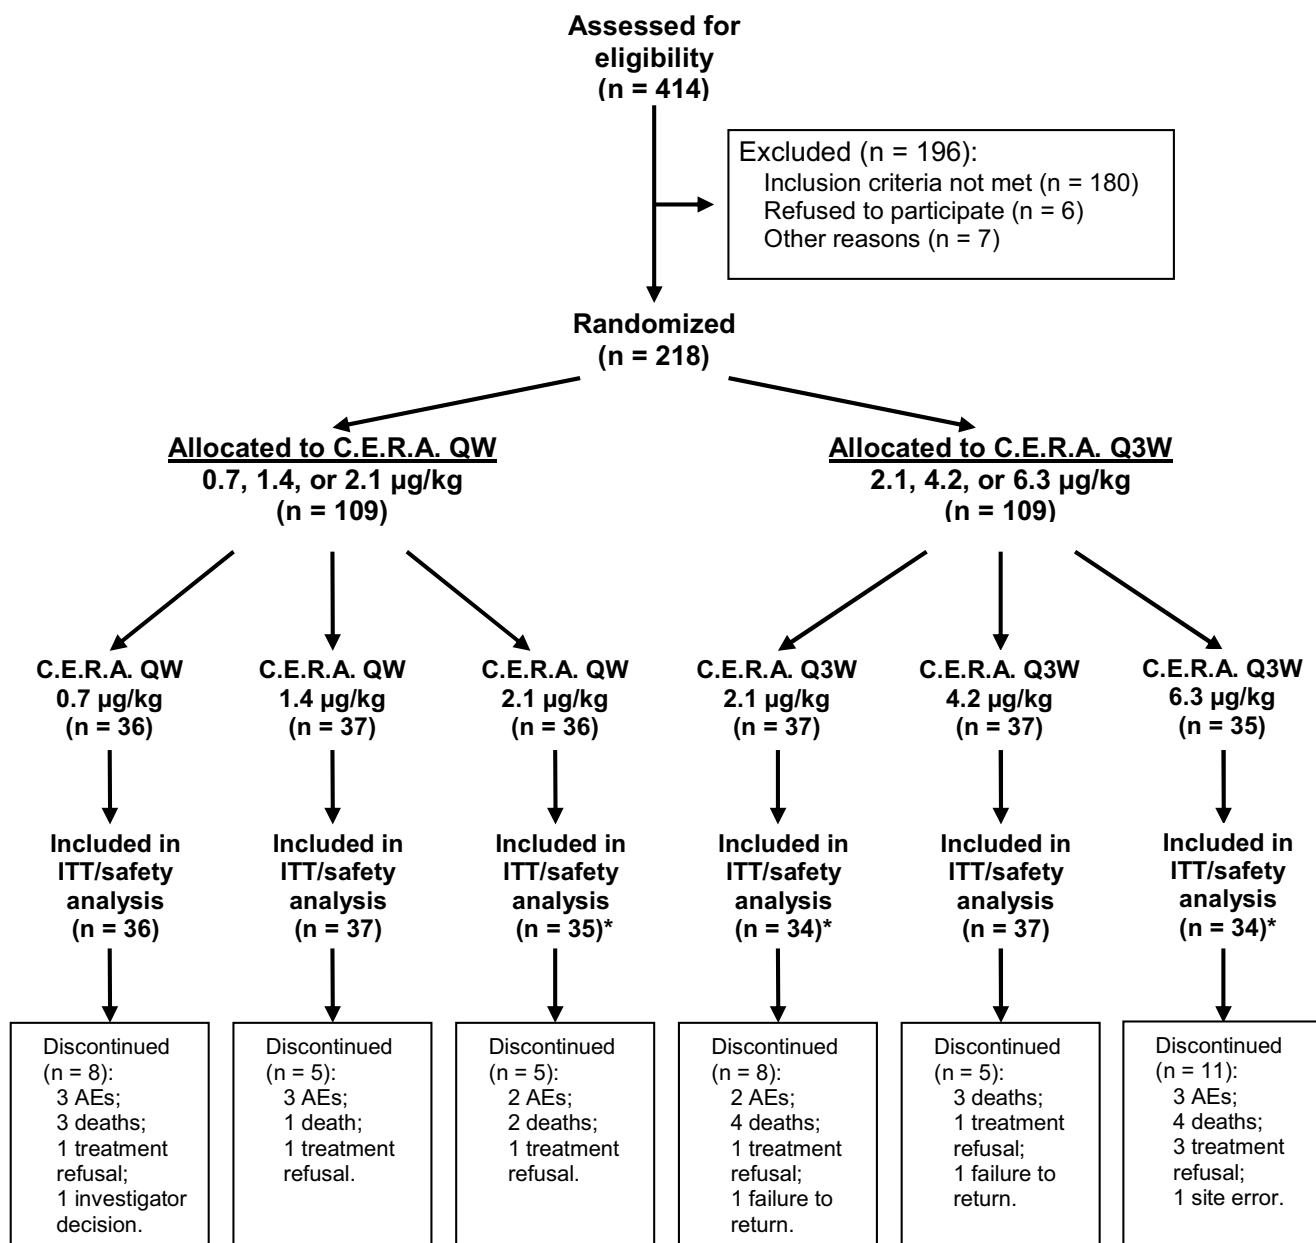 Assessed for
eligibility
(n = 414)
Excluded (n = 196):
Inclusion criteria not met (n = 180)
Refused to participate (n = 6)
Other reasons (n = 7)
Randomized
(n = 218)
Allocated to C.E.R.A. QW
0.7, 1.4, or 2.1 µg/kg
(n = 109)
Allocated to C.E.R.A. Q3W
2.1, 4.2, or 6.3 µg/kg
(n = 109)
C.E.R.A. QW
0.7 µg/kg
(n = 36)
C.E.R.A. QW
1.4 µg/kg
(n = 37)
C.E.R.A. QW
2.1 µg/kg
(n = 36)
C.E.R.A. Q3W
2.1 µg/kg
(n = 37)
C.E.R.A. Q3W
4.2 µg/kg
(n = 37)
C.E.R.A. Q3W
6.3 µg/kg
(n = 35)
Included in
ITT/safety
analysis
(n = 36)
Included in
ITT/safety
analysis
(n = 37)
Included in
ITT/safety
analysis
(n = 35)*
Included in
ITT/safety
analysis
(n = 34)*
Included in
ITT/safety
analysis
(n = 37)
Included in
ITT/safety
analysis
(n = 34)*
Discontinued
(n = 8):
3 AEs;
3 deaths;
1 treatment
refusal;
1 investigator
decision.
Discontinued
(n = 5):
3 AEs;
1 death;
1 treatment
refusal.
Discontinued
(n = 5):
2 AEs;
2 deaths;
1 treatment
refusal.
Discontinued
(n = 8):
2 AEs;
4 deaths;
1 treatment
refusal;
1 failure to
return.
Discontinued
(n = 5):
3 deaths;
1 treatment
refusal;
1 failure to
return.
Discontinued
(n = 11):
3 AEs;
4 deaths;
3 treatment
refusal;
1 site error.